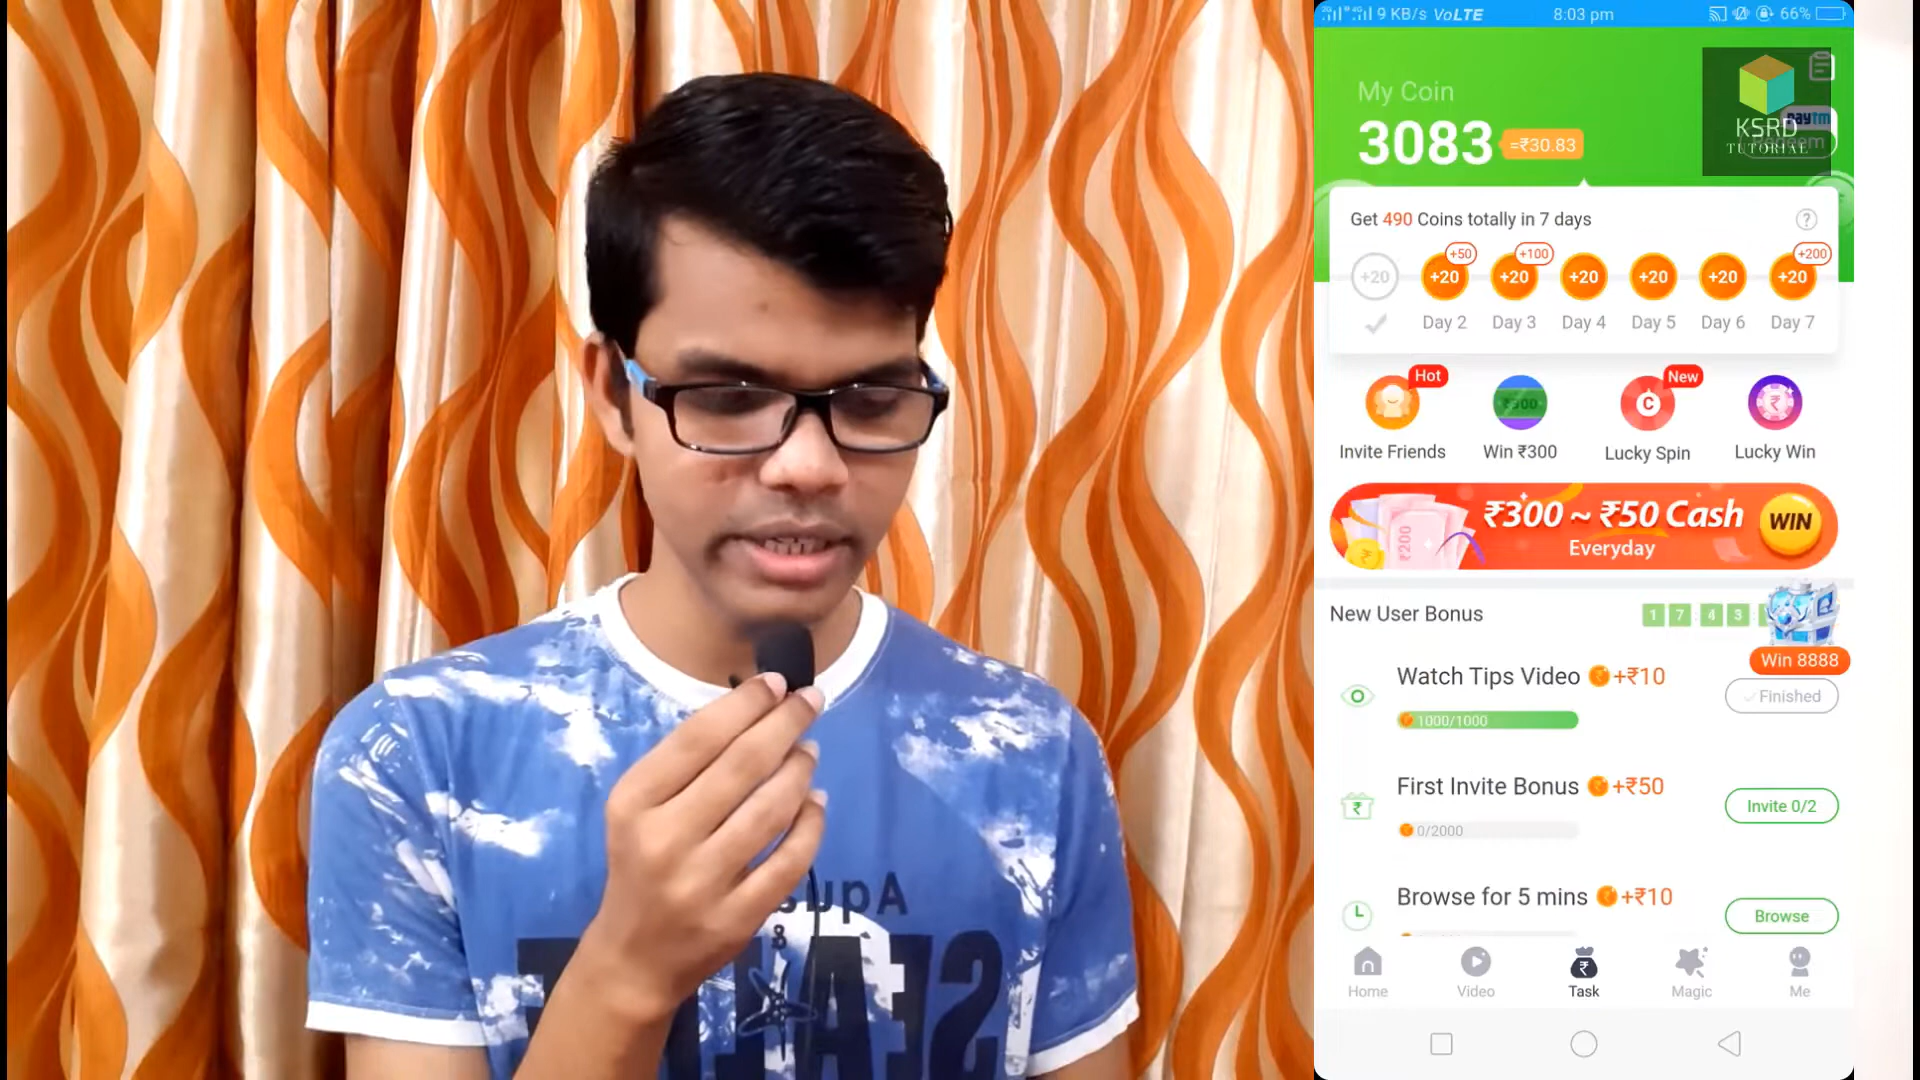 9 KB/s VoLTE 8:03 pm 66%
My Coin
3083 =₹30.83
paytm
KSRD
TUTORIAL
Get 490 Coins totally in 7 days ?
+50 +100 +200
+20 +20 +20 +20 +20 +20 +20
Day 2 Day 3 Day 4 Day 5 Day 6 Day 7
Hot New
₹300 C ₹
Invite Friends Win ₹300 Lucky Spin Lucky Win
₹300 ~ ₹50 Cash WIN
Everyday
₹200
New User Bonus 1 7 4 3
Win 8888
Watch Tips Video +₹10 Finished
1000/1000
First Invite Bonus +₹50 Invite 0/2
0/2000
Browse for 5 mins +₹10 Browse
Home Video Task Magic Me